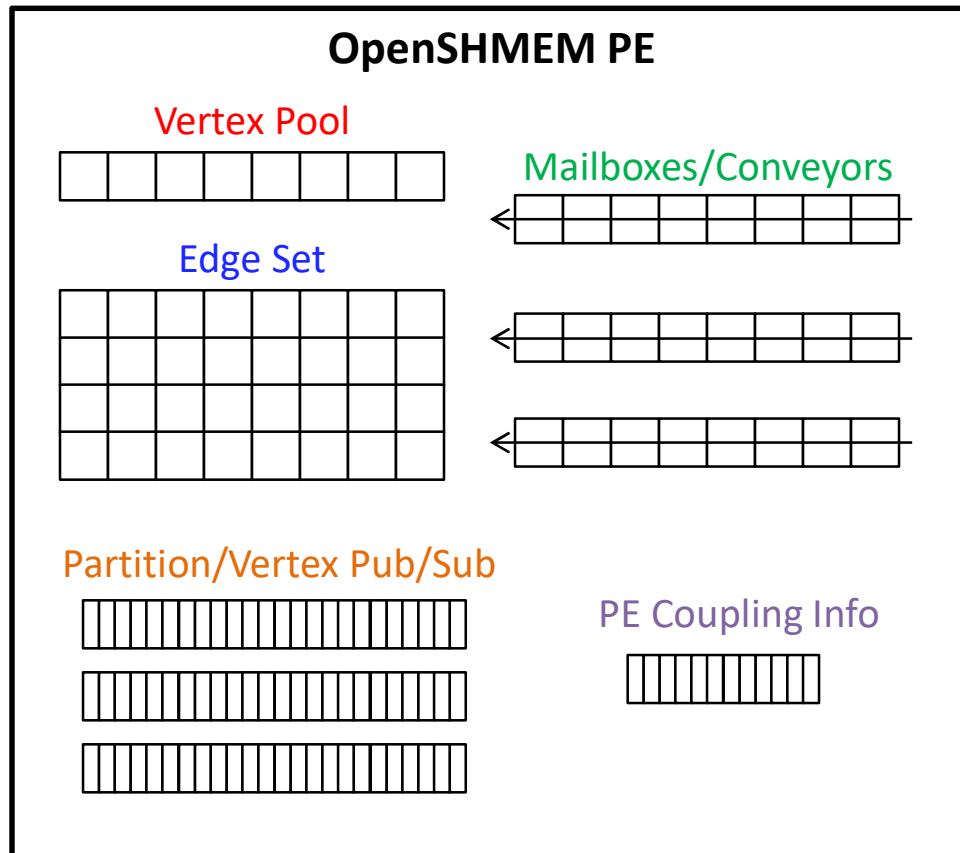 OpenSHMEM PE
Vertex Pool
Mailboxes/Conveyors
Edge Set
Partition/Vertex Pub/Sub
PE Coupling Info